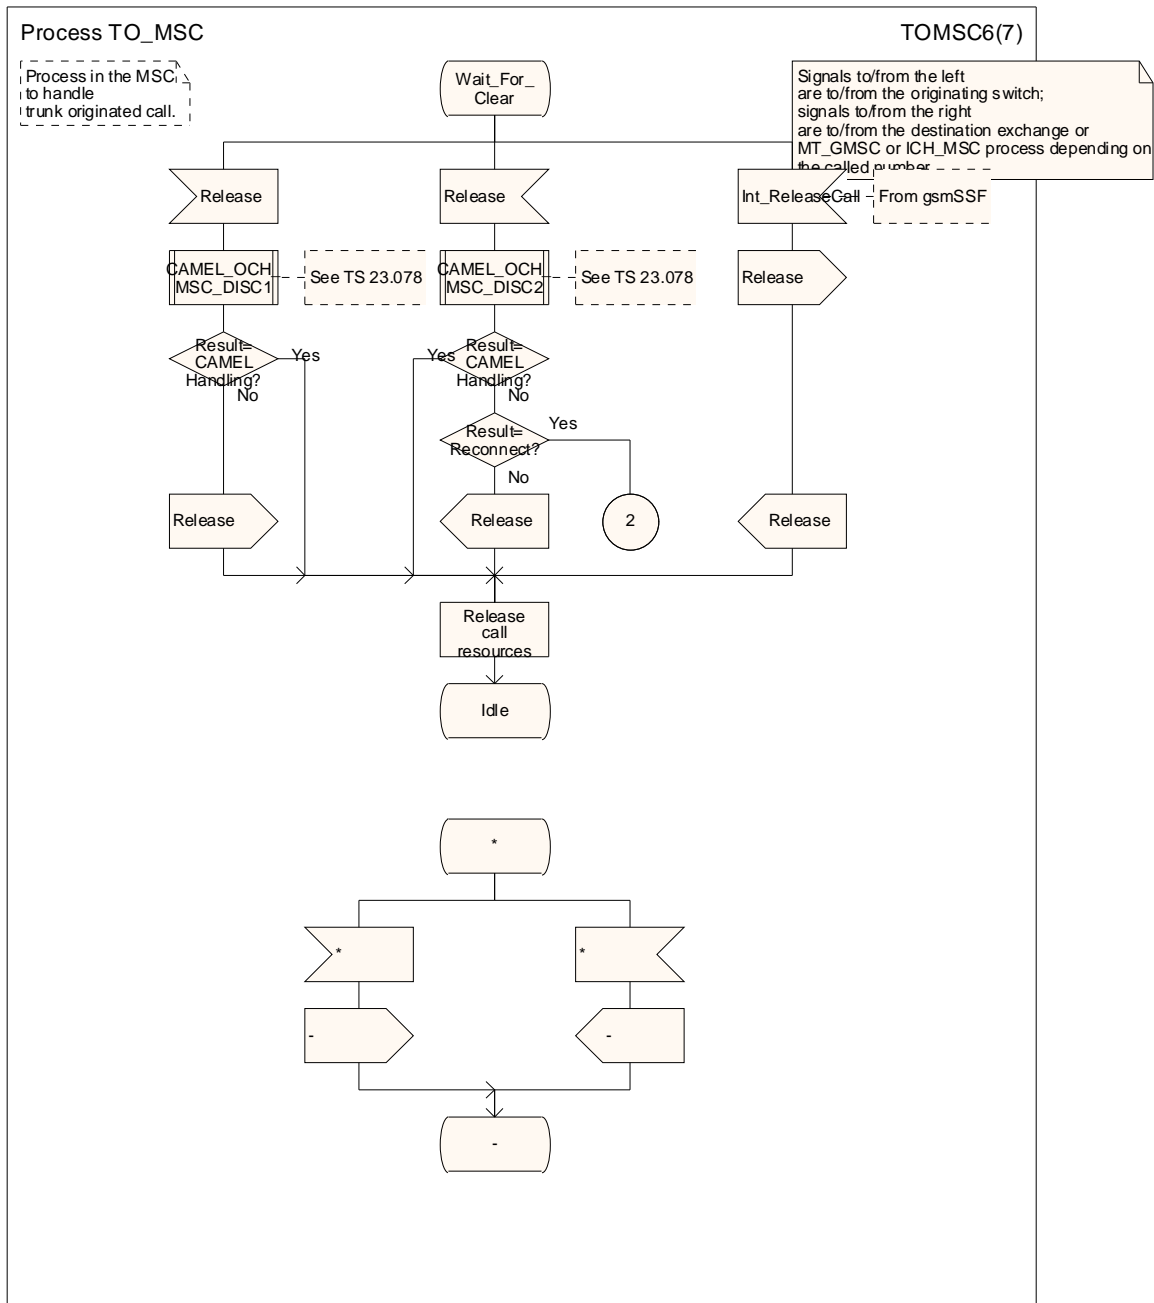 Process TO_MSC
TOMSC6(7)
Process in the MSC
to handle
trunk originated call.
Wait_For_
Clear
Signals to/from the left
are to/from the originating switch;
signals to/from the right
are to/from the destination exchange or
MT_GMSC or ICH_MSC process depending on
the called number
Release
Release
Int_ReleaseCall
From gsmSSF
CAMEL_OCH_
MSC_DISC1
See TS 23.078
CAMEL_OCH_
MSC_DISC2
See TS 23.078
Release
Result=
CAMEL
Handling?
Yes
No
Yes
Result=
CAMEL
Handling?
No
Result=
Reconnect?
Yes
No
Release
Release
2
Release
Release
call
resources
Idle
*
*
*
-
-
-